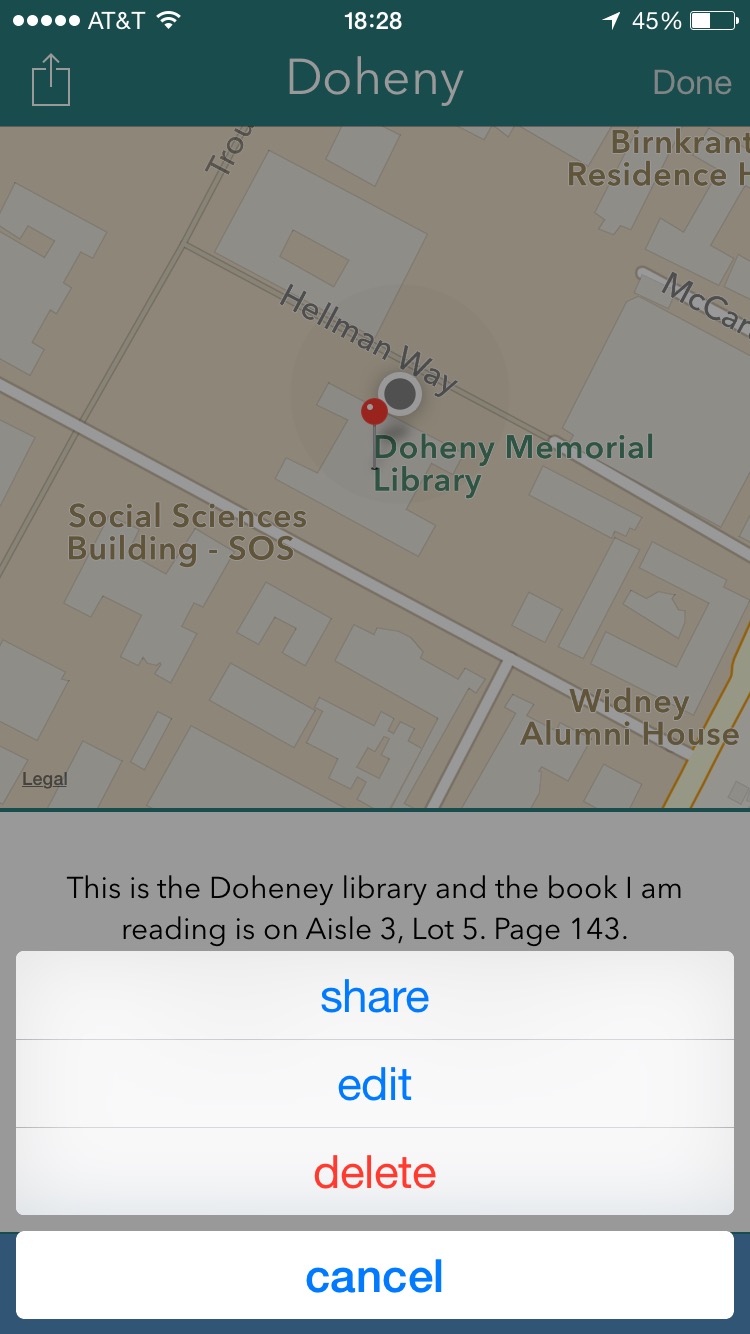 AT&T 18:28 45%
Doheny Done
Trou
Birnkrant
Residence H
Hellman Way
McCar
Doheny Memorial
Library
Social Sciences
Building - SOS
Widney
Alumni House
Legal
This is the Doheney library and the book I am
reading is on Aisle 3, Lot 5. Page 143.
share
edit
delete
cancel